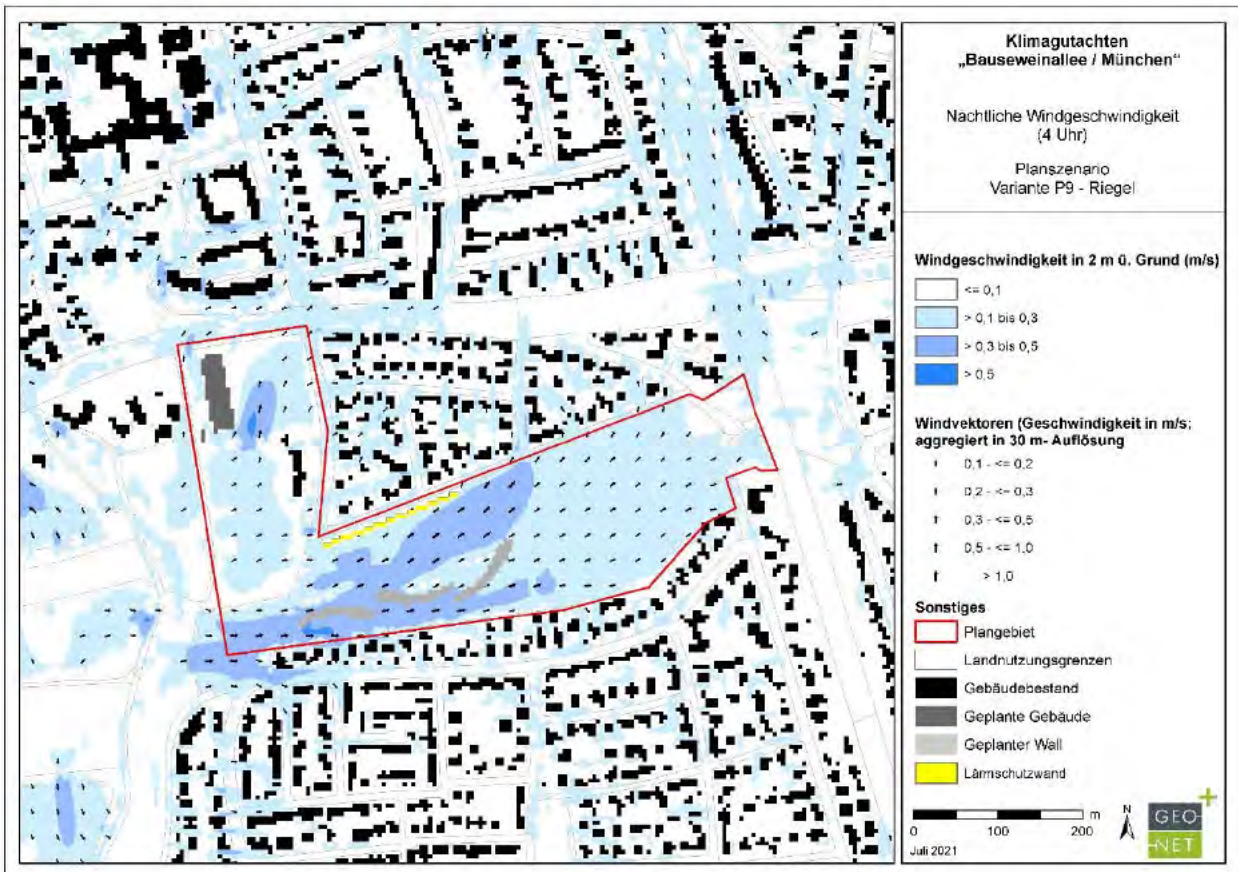 Klimagutachten
„Bauseweinallee / München“
Nächtliche Windgeschwindigkeit
(4 Uhr)
Planszenario
Variante P9 - Riegel
Windgeschwindigkeit in 2 m ü. Grund (m/s)
<= 0,1
> 0,1 bis 0,3
> 0,3 bis 0,5
> 0,5
Windvektoren (Geschwindigkeit in m/s;
aggregiert in 30 m- Auflösung
0,1 - <= 0,2
0,2 - <= 0,3
0,3 - <= 0,5
0,5 - <= 1,0
> 1,0
Sonstiges
Plangebiet
Landnutzungsgrenzen
Gebäudebestand
Geplante Gebäude
Geplanter Wall
Lärmschutzwand
m
0 100 200
N
Juli 2021
GEO-
NET